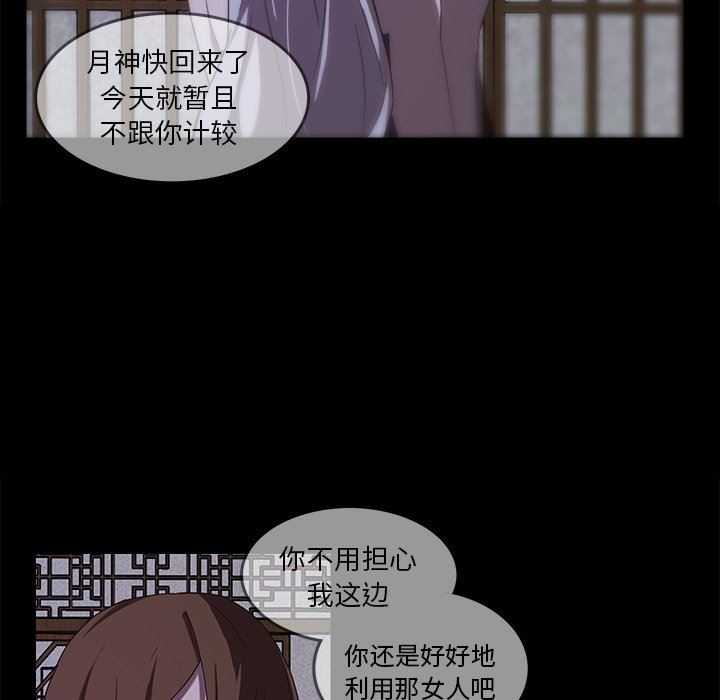 月神快回来了
今天就暂且
不跟你计较
你不用担心
我这边
你还是好好地
利用那女人吧